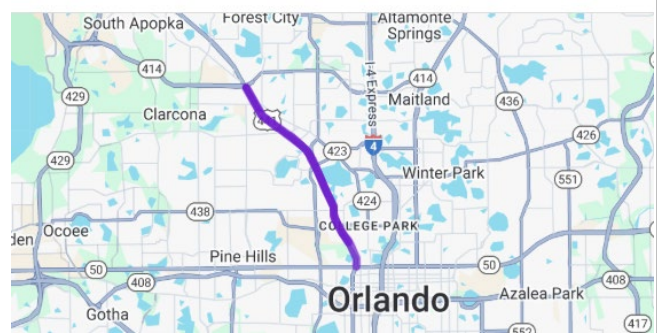 South Apopka
Forest City
Altamonte
Springs
414
I-4 Express
414
429
Maitland
436
Clarcona
441
423
4
426
429
Winter Park
551
424
438
COLLEGE PARK
Ocoee
den
Pine Hills
50
50
408
408
Orlando
Azalea Park
Gotha
552
417